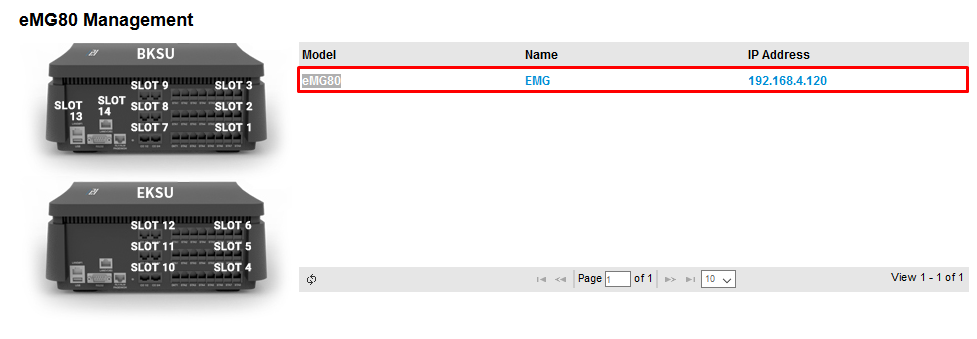 eMG80 Management
BKSU
SLOT 9 SLOT 3
SLOT 13 SLOT 14 SLOT 8 SLOT 2
SLOT 7 SLOT 1
EKSU
SLOT 12 SLOT 6
SLOT 11 SLOT 5
SLOT 10 SLOT 4
Model Name IP Address
eMG80 EMG 192.168.4.120
Page 1 of 1 10 View 1 - 1 of 1